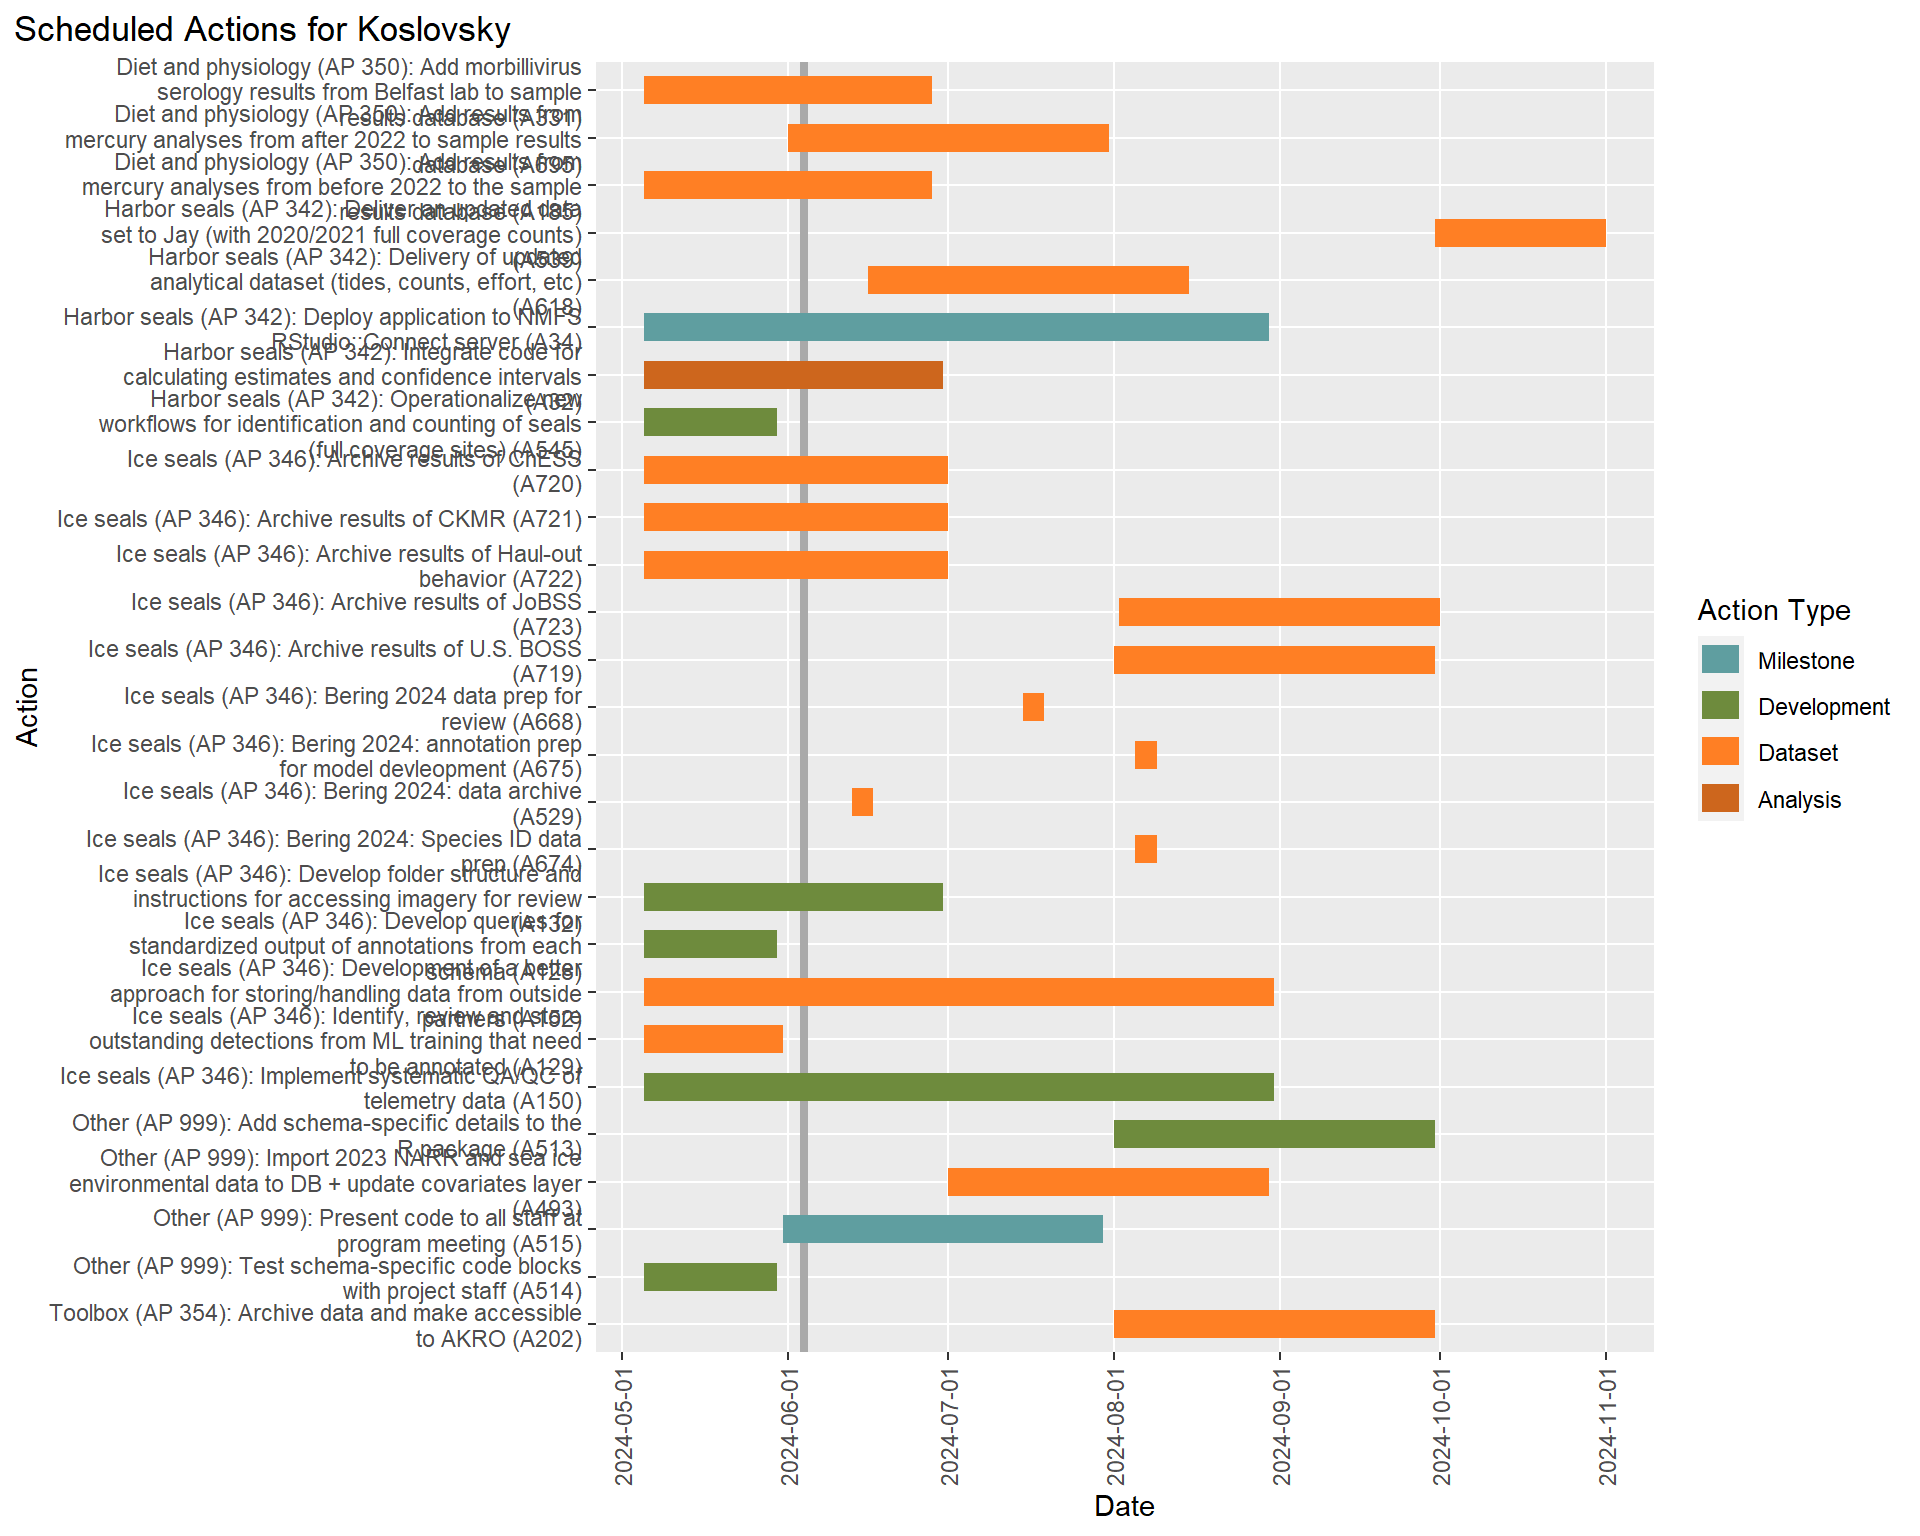 Scheduled Actions for Koslovsky
Diet and physiology (AP 350): Add morbillivirus
serology results from Belfast lab to sample
results database (A331)
Diet and physiology (AP 350): Add results from
mercury analyses from after 2022 to sample results
database (A695)
Diet and physiology (AP 350): Add results from
mercury analyses from before 2022 to the sample
results database (A185)
Harbor seals (AP 342): Deliver an updated data
set to Jay (with 2020/2021 full coverage counts)
(A539)
Harbor seals (AP 342): Delivery of updated
analytical dataset (tides, counts, effort, etc)
(A618)
Harbor seals (AP 342): Deploy application to NMFS
RStudio::Connect server (A34)
Harbor seals (AP 342): Integrate code for
calculating estimates and confidence intervals
(A32)
Harbor seals (AP 342): Operationalize new
workflows for identification and counting of seals
(full coverage sites) (A545)
Ice seals (AP 346): Archive results of ChESS
(A720)
Ice seals (AP 346): Archive results of CKMR (A721)
Ice seals (AP 346): Archive results of Haul-out
behavior (A722)
Ice seals (AP 346): Archive results of JoBSS
(A723)
Ice seals (AP 346): Archive results of U.S. BOSS
(A719)
Ice seals (AP 346): Bering 2024 data prep for
review (A668)
Ice seals (AP 346): Bering 2024: annotation prep
for model devleopment (A675)
Ice seals (AP 346): Bering 2024: data archive
(A529)
Ice seals (AP 346): Bering 2024: Species ID data
prep (A674)
Ice seals (AP 346): Develop folder structure and
instructions for accessing imagery for review
(A132)
Ice seals (AP 346): Develop queries for
standardized output of annotations from each
schema
Ice seals (AP 346): Development of a better
approach for storing/handling data from outside
partners (A152)
Ice seals (AP 346): Identify, review and store
outstanding detections from ML training that need
to be annotated (A129)
Ice seals (AP 346): Implement systematic QA/QC of
telemetry data (A150)
Other (AP 999): Add schema-specific details to the
R package (A513)
Other (AP 999): Import 2023 NARR and sea ice
environmental data to DB + update covariates layer
(A493)
Other (AP 999): Present code to all staff at
program meeting (A515)
Other (AP 999): Test schema-specific code blocks
with project staff (A514)
Toolbox (AP 354): Archive data and make accessible
to AKRO (A202)
Action
2024-05-01
2024-06-01
2024-07-01
2024-08-01
2024-09-01
2024-10-01
2024-11-01
Date
Action Type
Milestone
Development
Dataset
Analysis